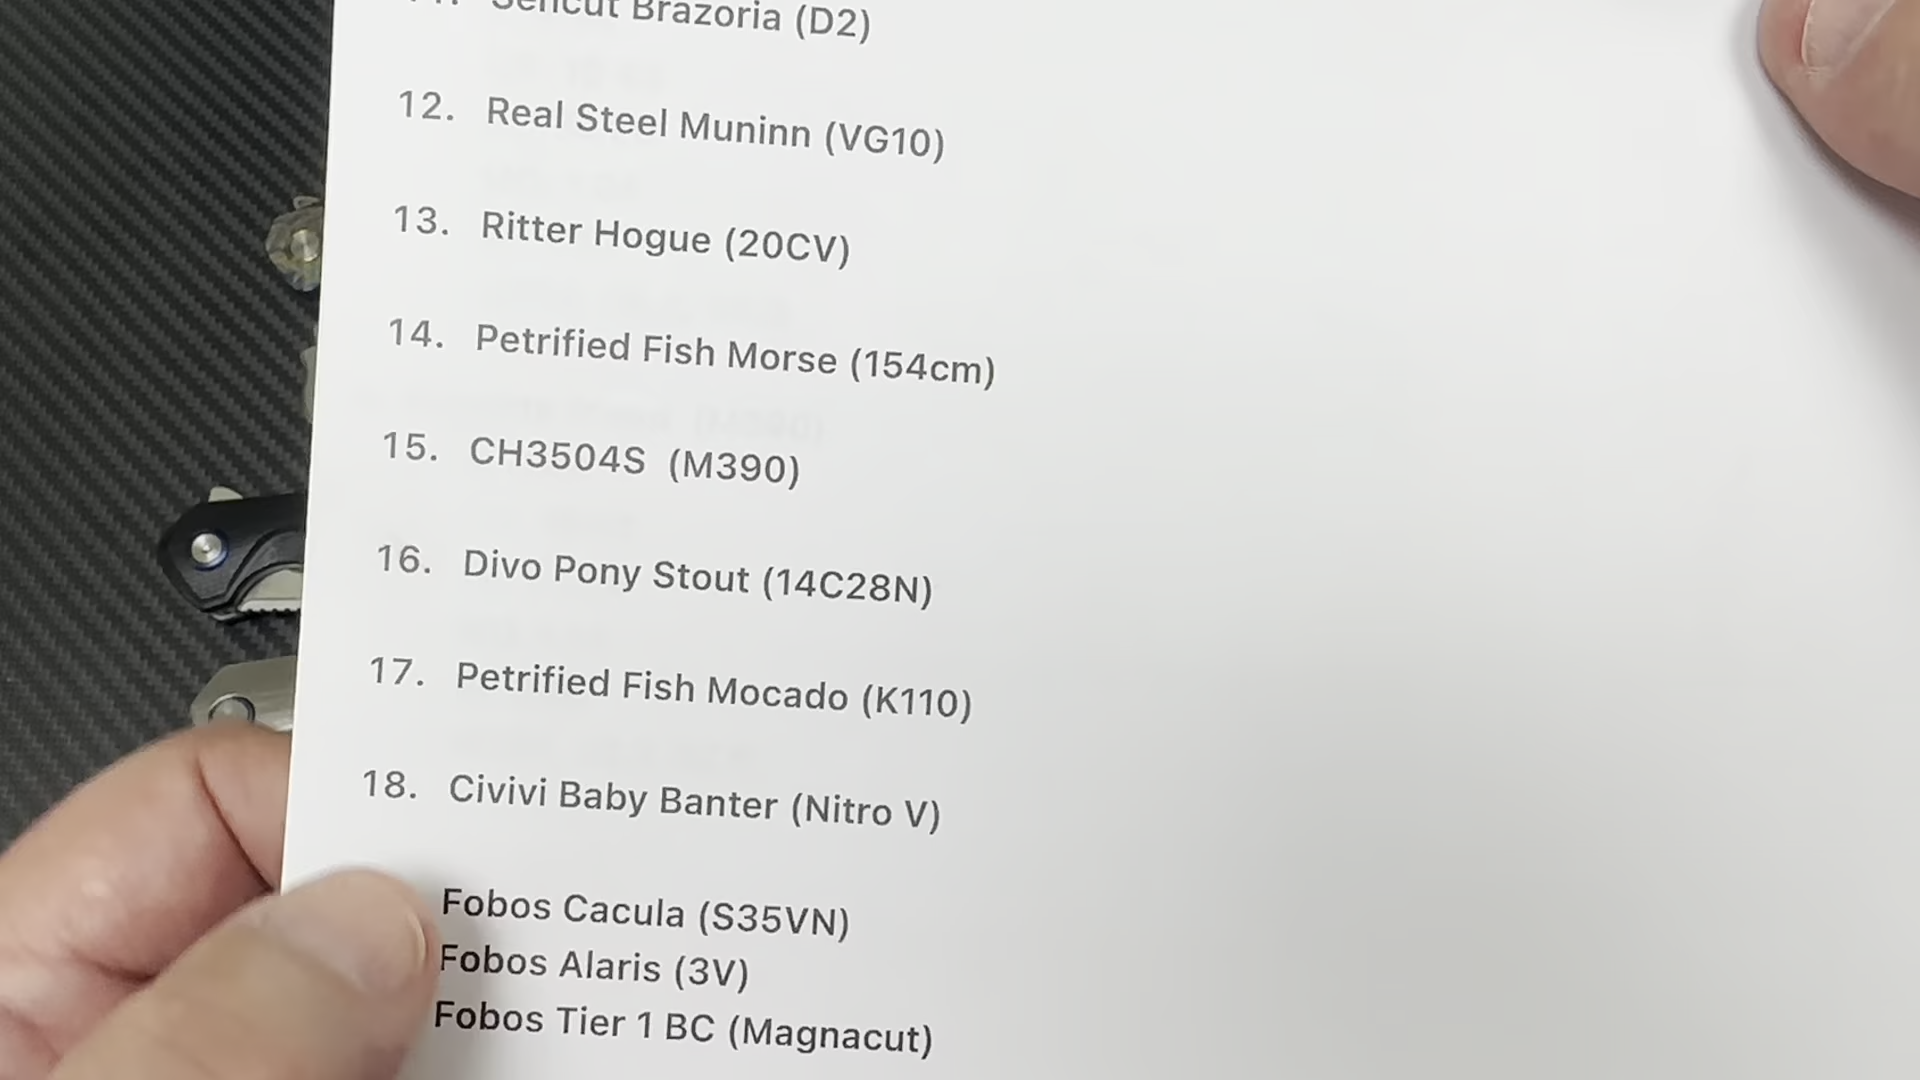 Brazoria (D2)
12. Real Steel Muninn (VG10)
13. Ritter Hogue (20CV)
14. Petrified Fish Morse (154cm)
15. CH3504S (M390)
16. Divo Pony Stout (14C28N)
17. Petrified Fish Mocado (K110)
18. Civivi Baby Banter (Nitro V)
Fobos Cacula (S35VN)
Fobos Alaris (3V)
Fobos Tier 1 BC (Magnacut)